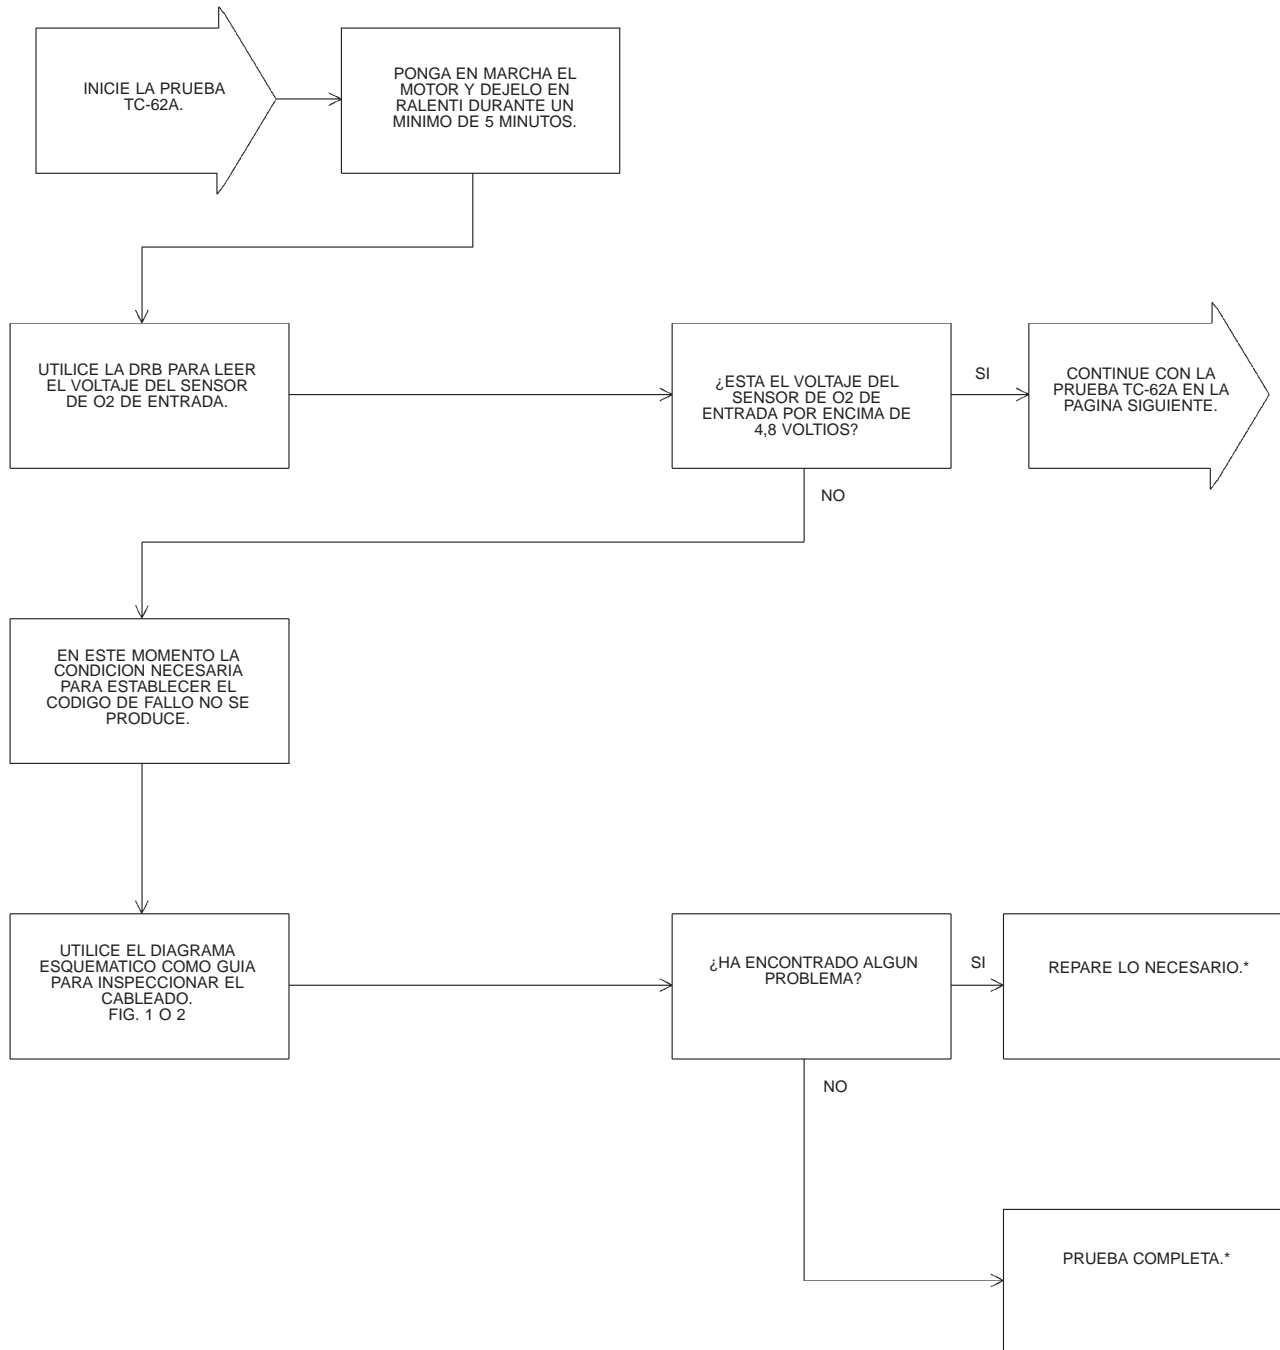 INICIE LA PRUEBA
TC-62A.
PONGA EN MARCHA EL
MOTOR Y DEJELO EN
RALENTI DURANTE UN
MINIMO DE 5 MINUTOS.
UTILICE LA DRB PARA LEER
EL VOLTAJE DEL SENSOR
DE O2 DE ENTRADA.
¿ESTA EL VOLTAJE DEL
SENSOR DE O2 DE
ENTRADA POR ENCIMA DE
4,8 VOLTIOS?
SI
CONTINUE CON LA
PRUEBA TC-62A EN LA
PAGINA SIGUIENTE.
NO
EN ESTE MOMENTO LA
CONDICION NECESARIA
PARA ESTABLECER EL
CODIGO DE FALLO NO SE
PRODUCE.
UTILICE EL DIAGRAMA
ESQUEMATICO COMO GUIA
PARA INSPECCIONAR EL
CABLEADO.
FIG. 1 O 2
¿HA ENCONTRADO ALGUN
PROBLEMA?
SI
REPARE LO NECESARIO.*
NO
PRUEBA COMPLETA.*